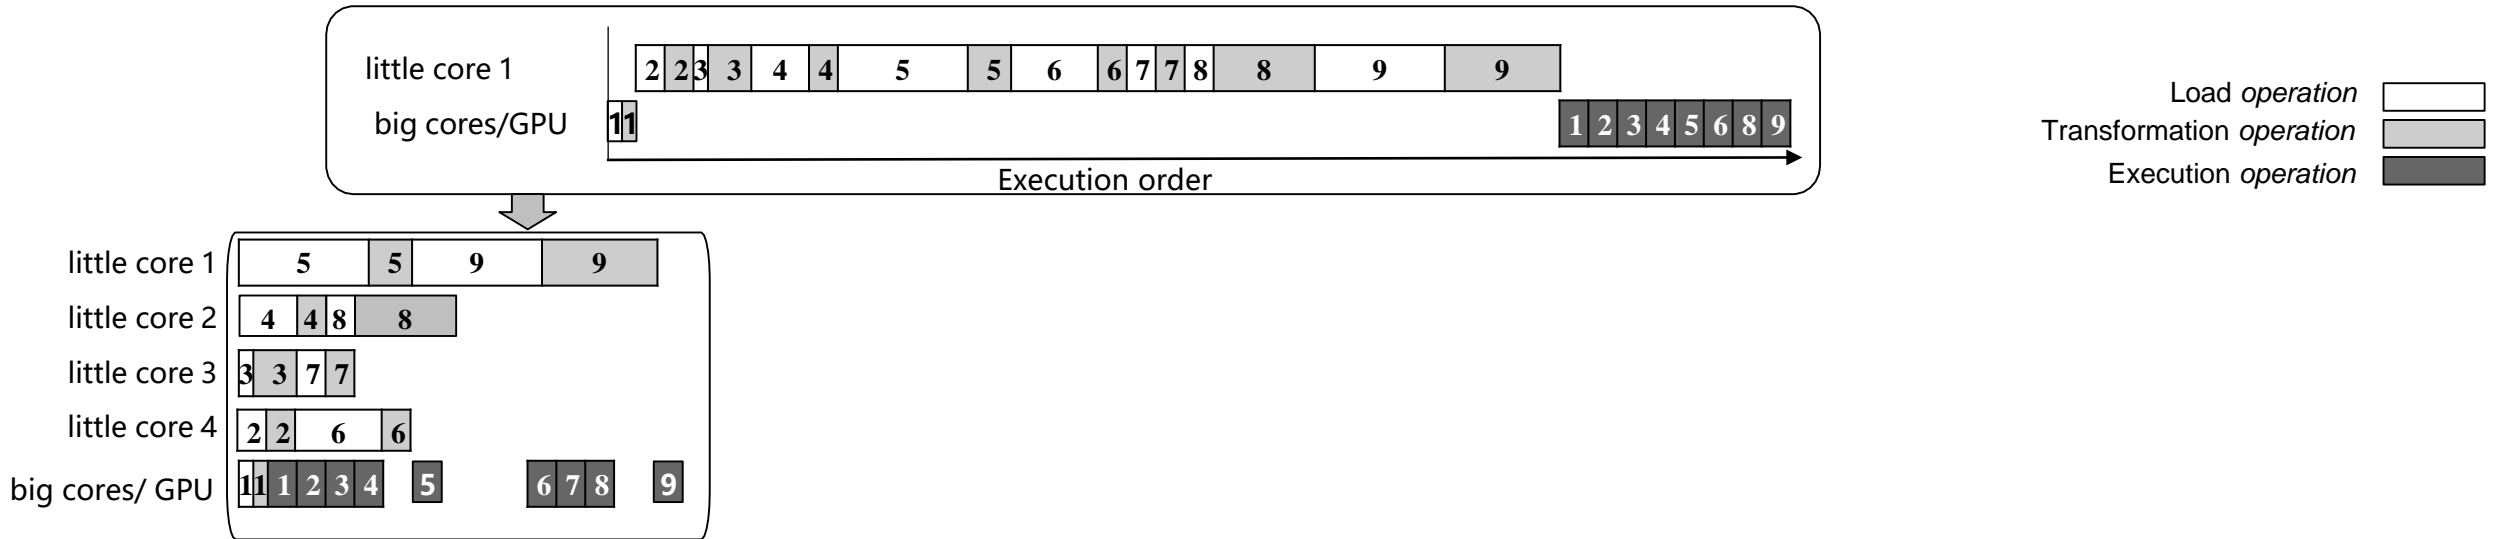 little core 1 2 2 3 3 4 4 5 5 6 6 7 7 8 8 9 9
big cores/GPU 1 1 1 2 3 4 5 6 8 9
Execution order
Load operation
Transformation operation
Execution operation
little core 1 5 5 9 9
little core 2 4 4 8 8
little core 3 3 3 7 7
little core 4 2 2 6 6
big cores/ GPU 1 1 1 2 3 4 5 6 7 8 9